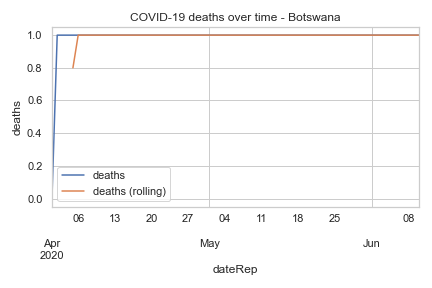 COVID-19 deaths over time - Botswana
deaths
1.0
0.8
0.6
0.4
0.2
0.0
deaths
deaths (rolling)
06 13 20 27 04 11 18 25 08
Apr May Jun
2020
dateRep